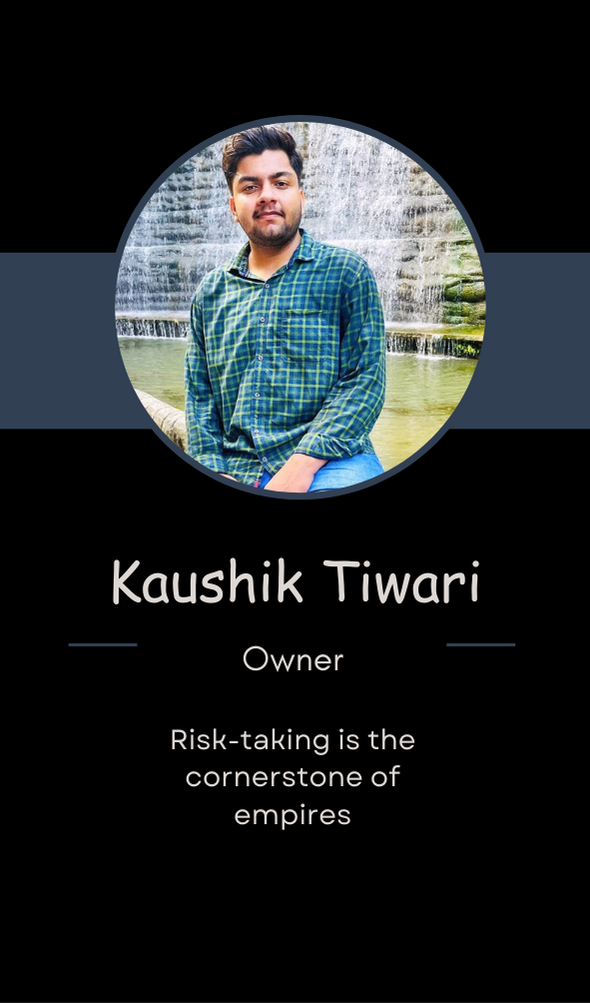 Kaushik Tiwari
Owner
Risk-taking is the
cornerstone of
empires